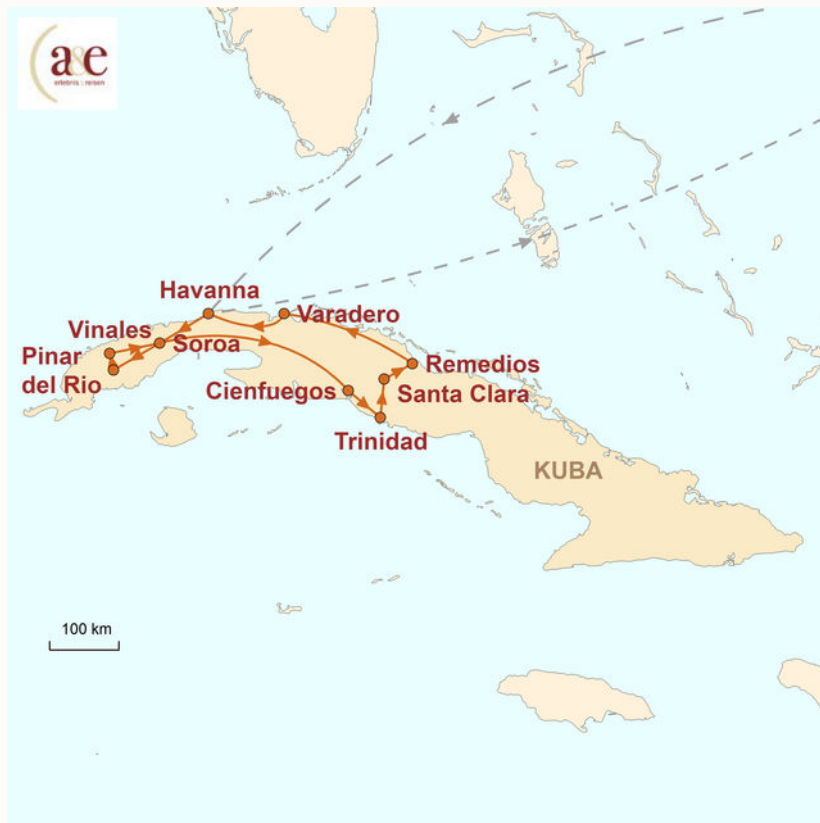 a&e
erlebnis : reisen
Havanna
Varadero
Vinales
Soroa
Pinar
del Rio
Remedios
Cienfuegos
Santa Clara
Trinidad
KUBA
100 km